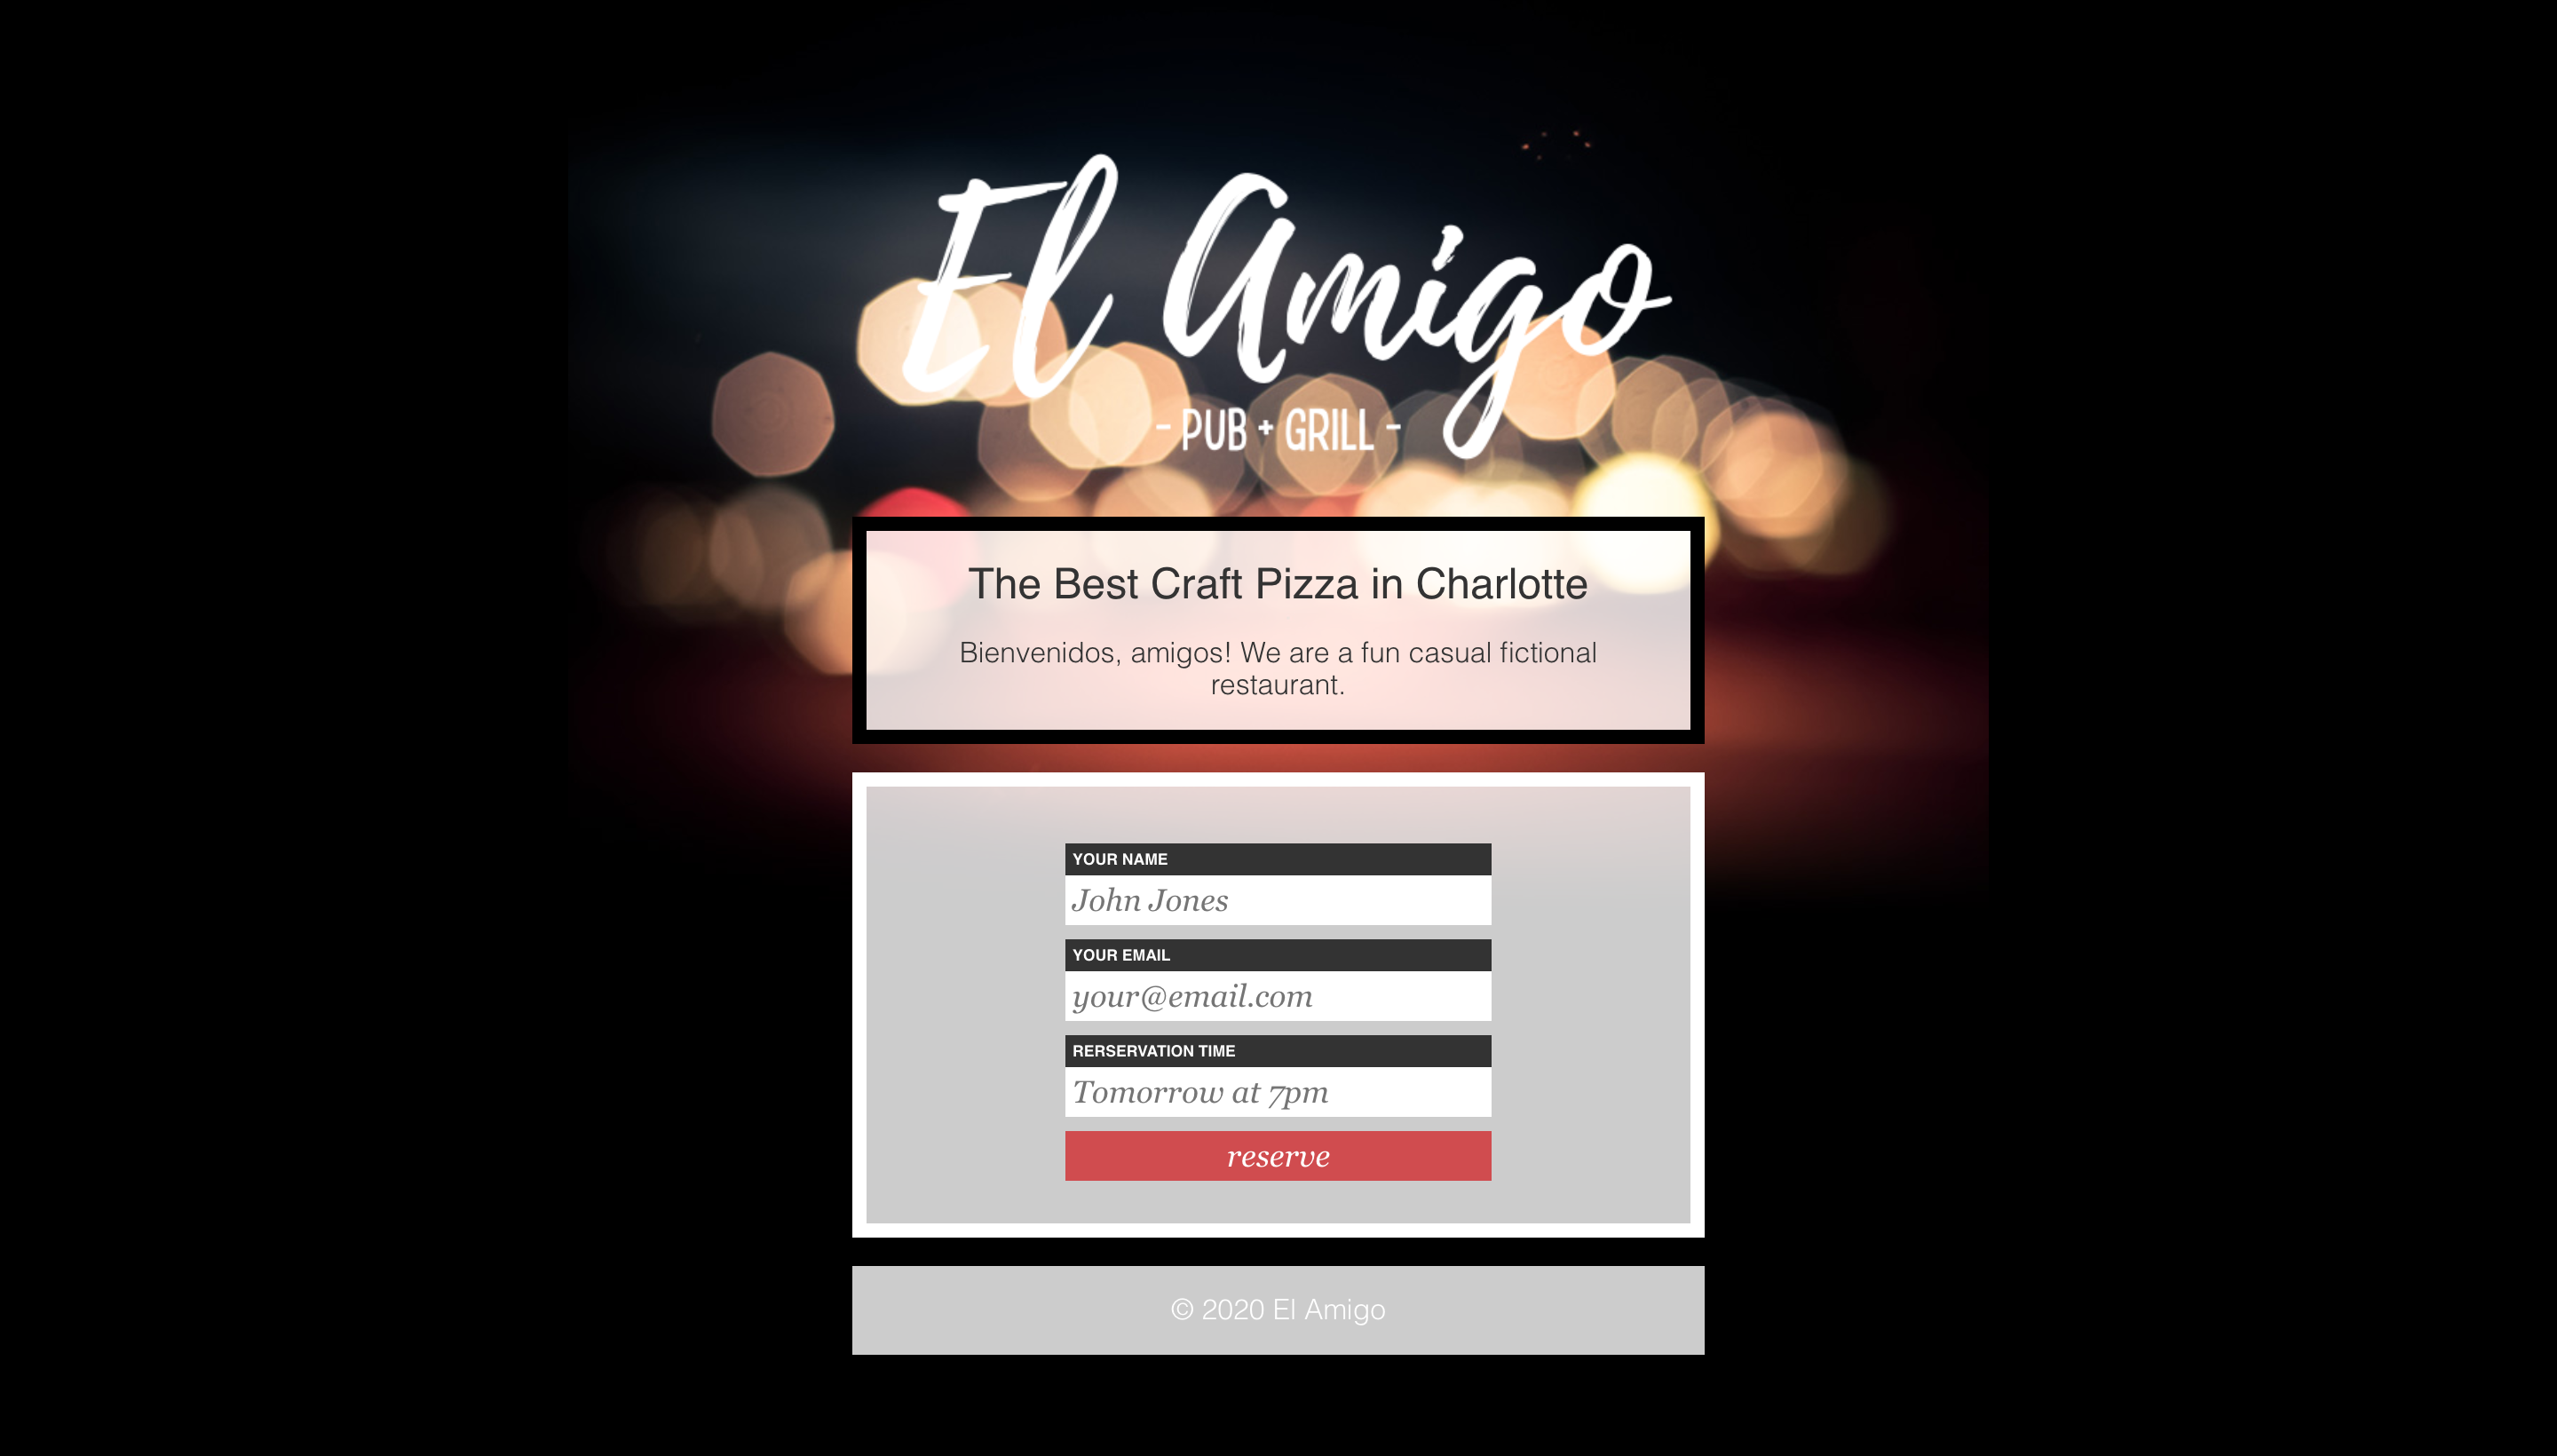 El Amigo
- PUB + GRILL -
The Best Craft Pizza in Charlotte
Bienvenidos, amigos! We are a fun casual fictional
restaurant.
YOUR NAME
John Jones
YOUR EMAIL
your@email.com
RERSERVATION TIME
Tomorrow at 7pm
reserve
© 2020 El Amigo